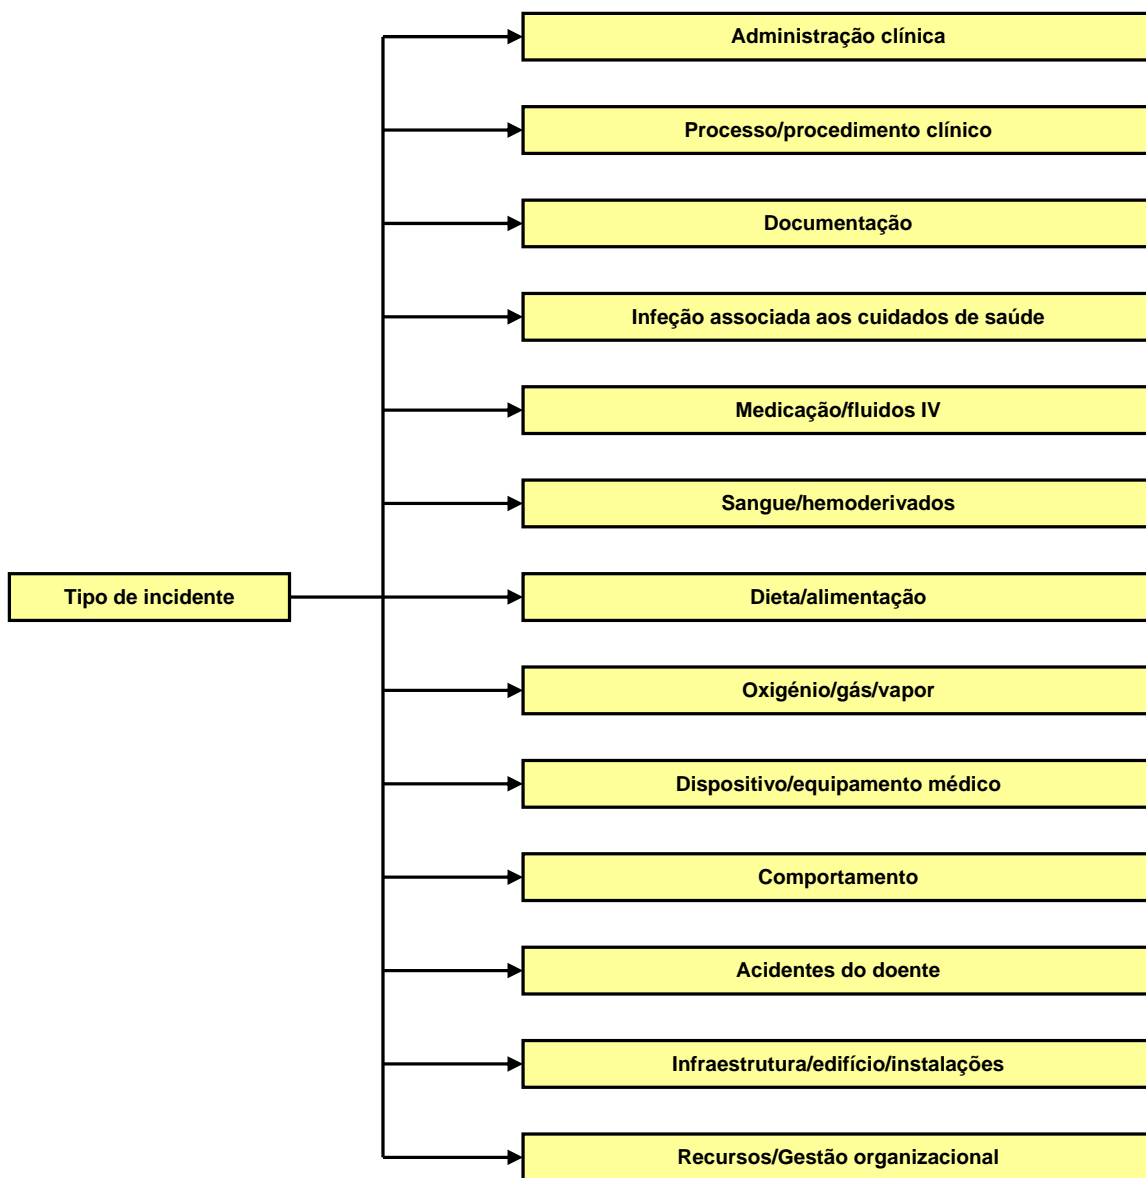 Administração clínica
Processo/procedimento clínico
Documentação
Infeção associada aos cuidados de saúde
Medicação/fluidos IV
Sangue/hemoderivados
Tipo de incidente
Dieta/alimentação
Oxigénio/gás/vapor
Dispositivo/equipamento médico
Comportamento
Acidentes do doente
Infraestrutura/edifício/instalações
Recursos/Gestão organizacional